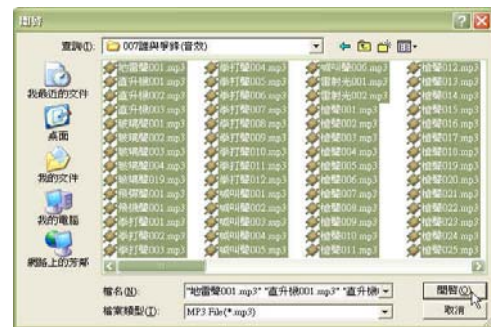 開啟
查詢(I): 007誰與爭鋒(音效)
我最近的文件
桌面
我的文件
我的電腦
網路上的芳鄰
地雷聲001.mp3
直升機001.mp3
直升機002.mp3
直升機003.mp3
玻璃聲001.mp3
玻璃聲002.mp3
玻璃聲003.mp3
玻璃聲004.mp3
玻璃聲019.mp3
飛彈聲001.mp3
飛機聲001.mp3
拳打聲001.mp3
拳打聲002.mp3
拳打聲003.mp3
拳打聲004.mp3
拳打聲005.mp3
拳打聲006.mp3
拳打聲007.mp3
拳打聲008.mp3
拳打聲009.mp3
拳打聲010.mp3
拳打聲011.mp3
拳打聲012.mp3
喊叫聲001.mp3
喊叫聲002.mp3
喊叫聲003.mp3
喊叫聲004.mp3
喊叫聲005.mp3
喊叫聲006.mp3
雷射光001.mp3
雷射光002.mp3
槍聲001.mp3
槍聲002.mp3
槍聲003.mp3
槍聲004.mp3
槍聲005.mp3
槍聲006.mp3
槍聲007.mp3
槍聲008.mp3
槍聲009.mp3
槍聲010.mp3
槍聲011.mp3
槍聲012.mp3
槍聲013.mp3
槍聲014.mp3
槍聲015.mp3
槍聲016.mp3
槍聲017.mp3
槍聲018.mp3
槍聲019.mp3
槍聲020.mp3
槍聲021.mp3
槍聲022.mp3
槍聲023.mp3
槍聲024.mp3
槍聲025.mp3
檔名(N): "地雷聲001.mp3" "直升機001.mp3" "直升機 開啟(O)
檔案類型(T): MP3 File(*.mp3) 取消